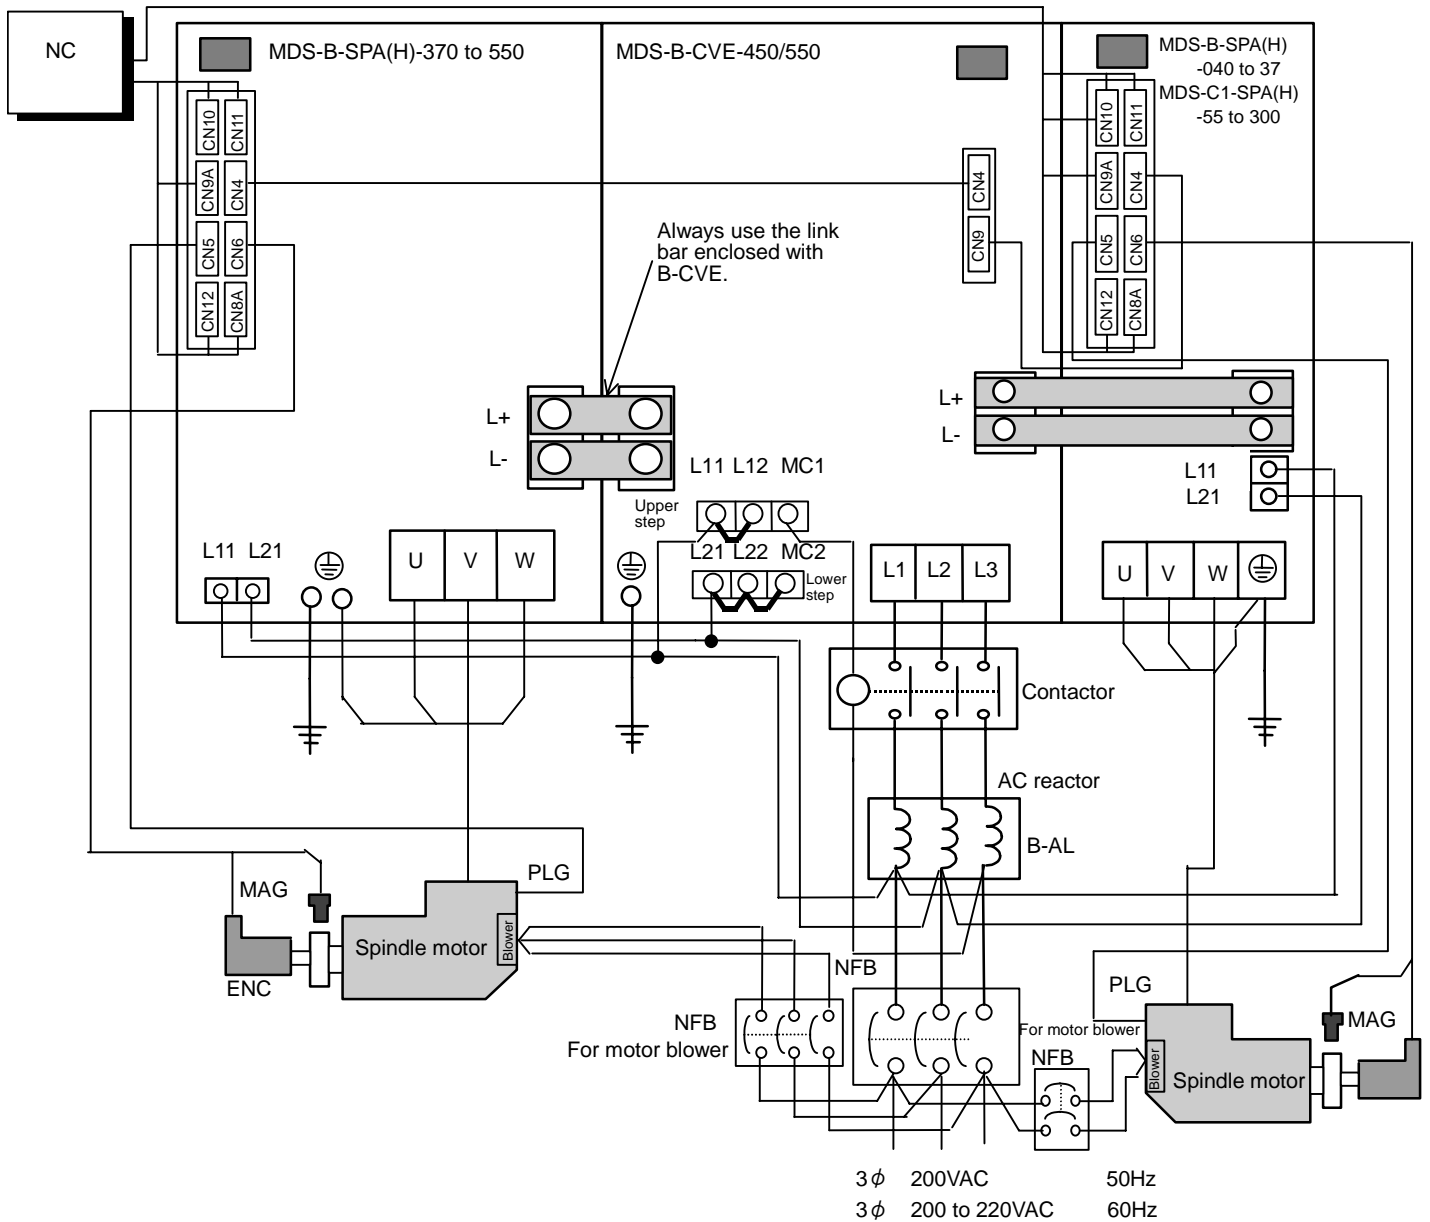 NC
MDS-B-SPA(H)-370 to 550
MDS-B-CVE-450/550
MDS-B-SPA(H)
-040 to 37
MDS-C1-SPA(H)
-55 to 300
CN10
CN11
CN9A
CN4
CN5
CN6
CN12
CN8A
CN4
CN9
CN10
CN11
CN9A
CN4
CN5
CN6
CN12
CN8A
Always use the link
bar enclosed with
B-CVE.
L+
L-
L+
L-
L11 L12 MC1
Upper
step
L21 L22 MC2
Lower
step
L11
L21
L11 L21
U V W
L1 L2 L3
U V W
Contactor
AC reactor
B-AL
MAG
PLG
Spindle motor
Blower
ENC
NFB
NFB
For motor blower
For motor blower
NFB
PLG
MAG
Blower
Spindle motor
3ϕ 200VAC 50Hz
3ϕ 200 to 220VAC 60Hz